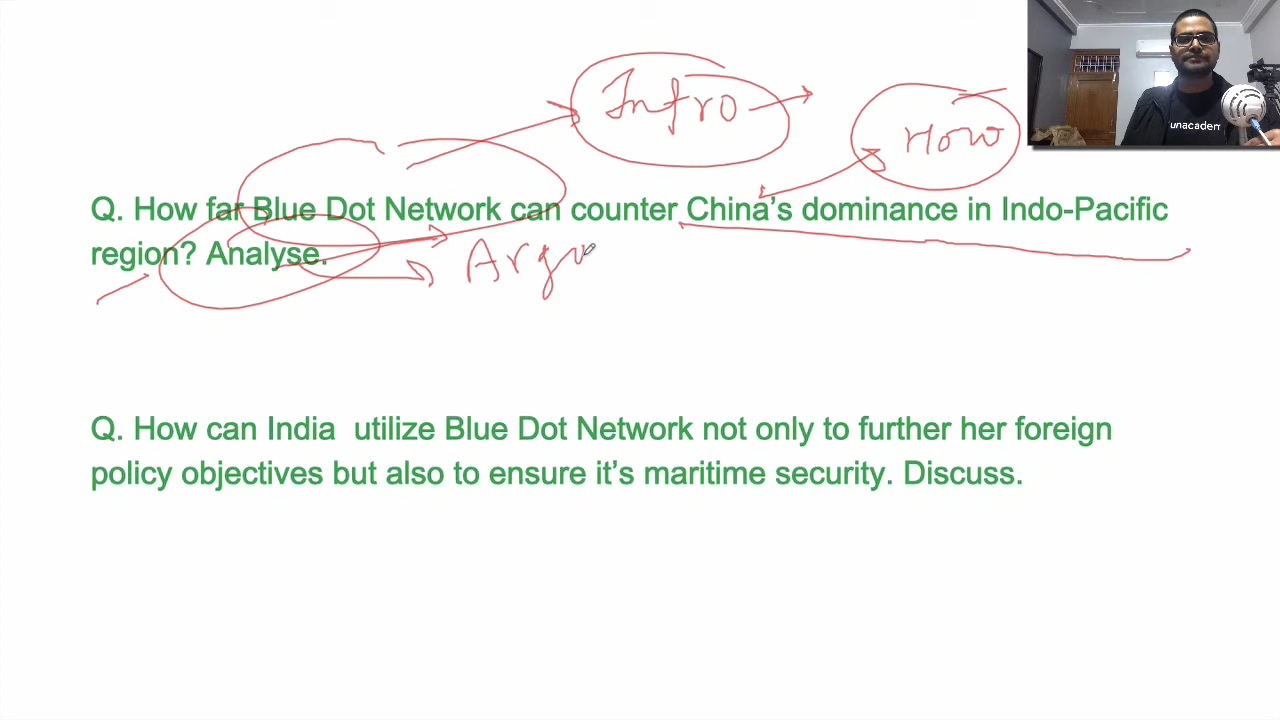 unacadem
Intro
How
Q. How far Blue Dot Network can counter China's dominance in Indo-Pacific
region? Analyse.
Argu
Q. How can India  utilize Blue Dot Network not only to further her foreign
policy objectives but also to ensure it's maritime security. Discuss.